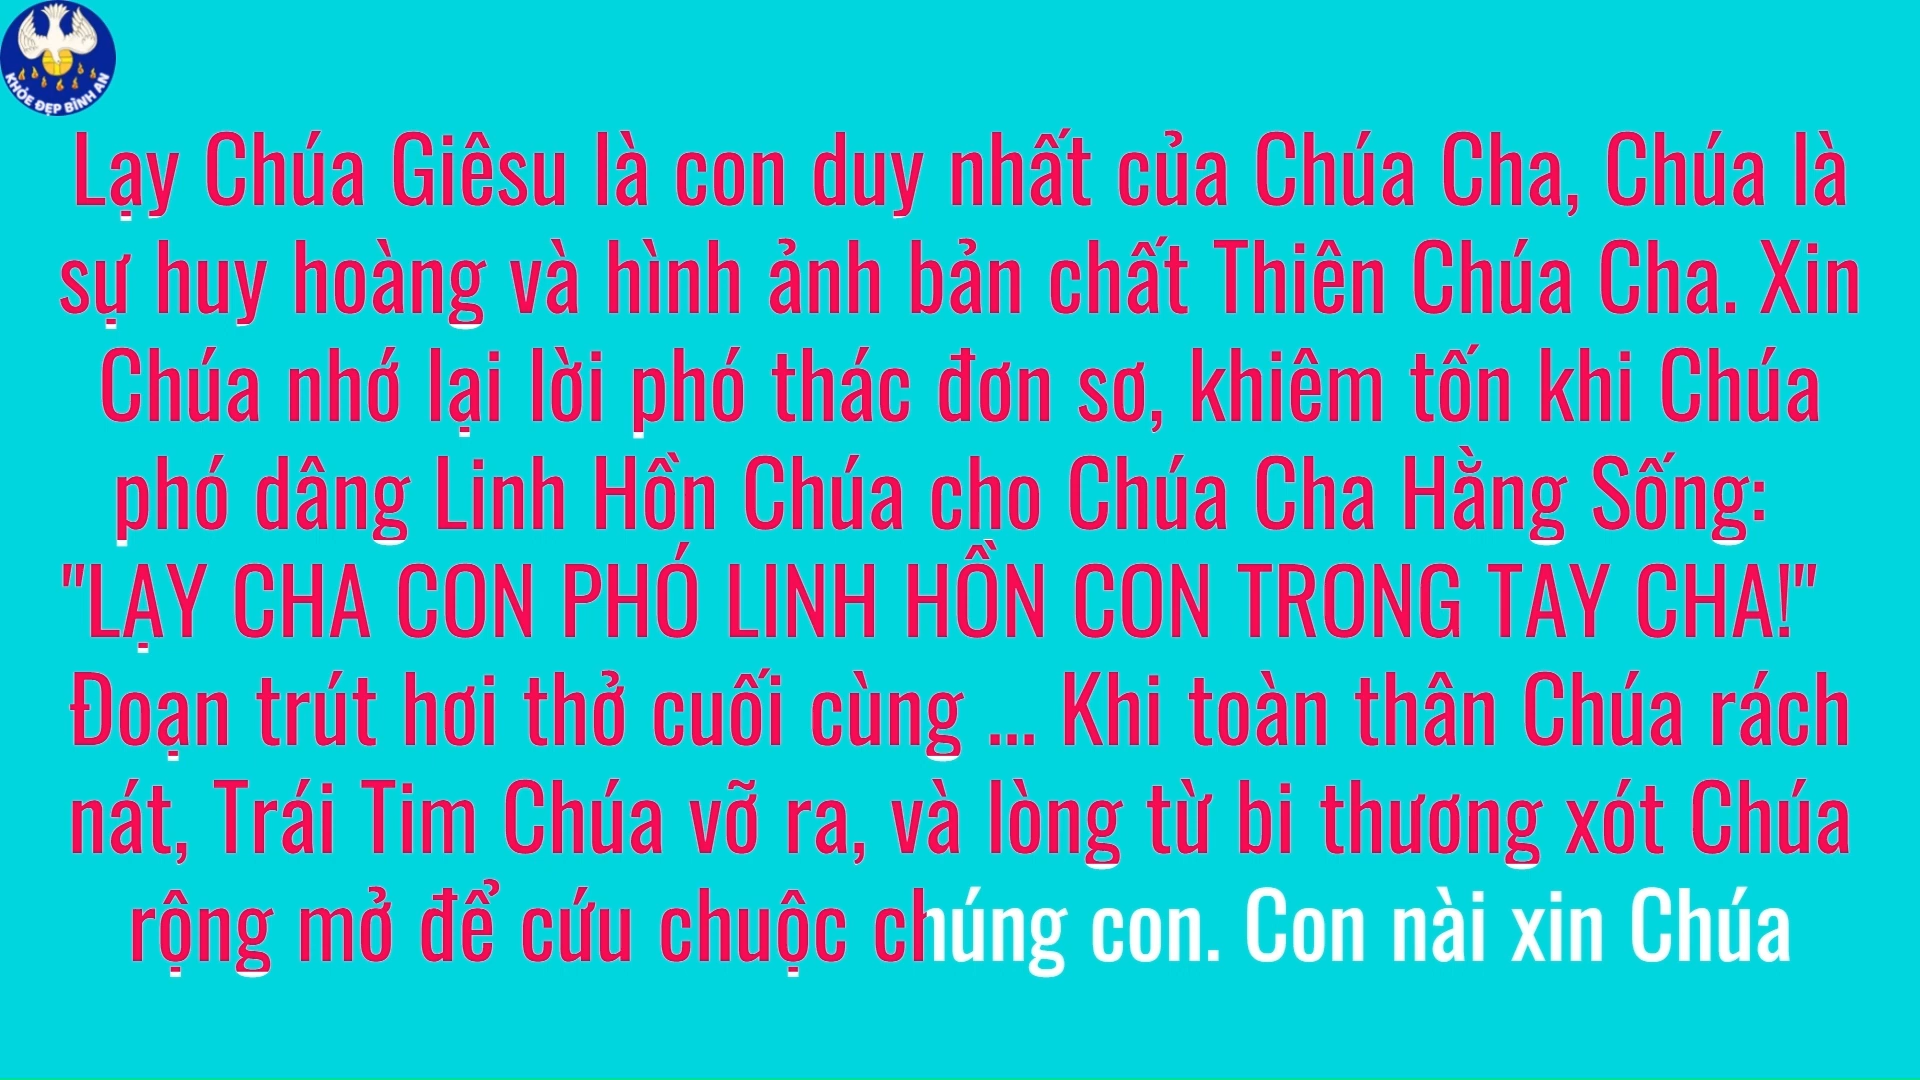 KHỎE ĐẸP BÌNH AN
Lạy Chúa Giêsu là con duy nhất của Chúa Cha, Chúa là
sự huy hoàng và hình ảnh bản chất Thiên Chúa Cha. Xin
Chúa nhớ lại lời phó thác đơn sơ, khiêm tốn khi Chúa
phó dâng Linh Hồn Chúa cho Chúa Cha Hằng Sống:
"LẠY CHA CON PHÓ LINH HỒN CON TRONG TAY CHA!"
Đoạn trút hơi thở cuối cùng ... Khi toàn thân Chúa rách
nát, Trái Tim Chúa vỡ ra, và lòng từ bi thương xót Chúa
rộng mở để cứu chuộc chúng con. Con nài xin Chúa